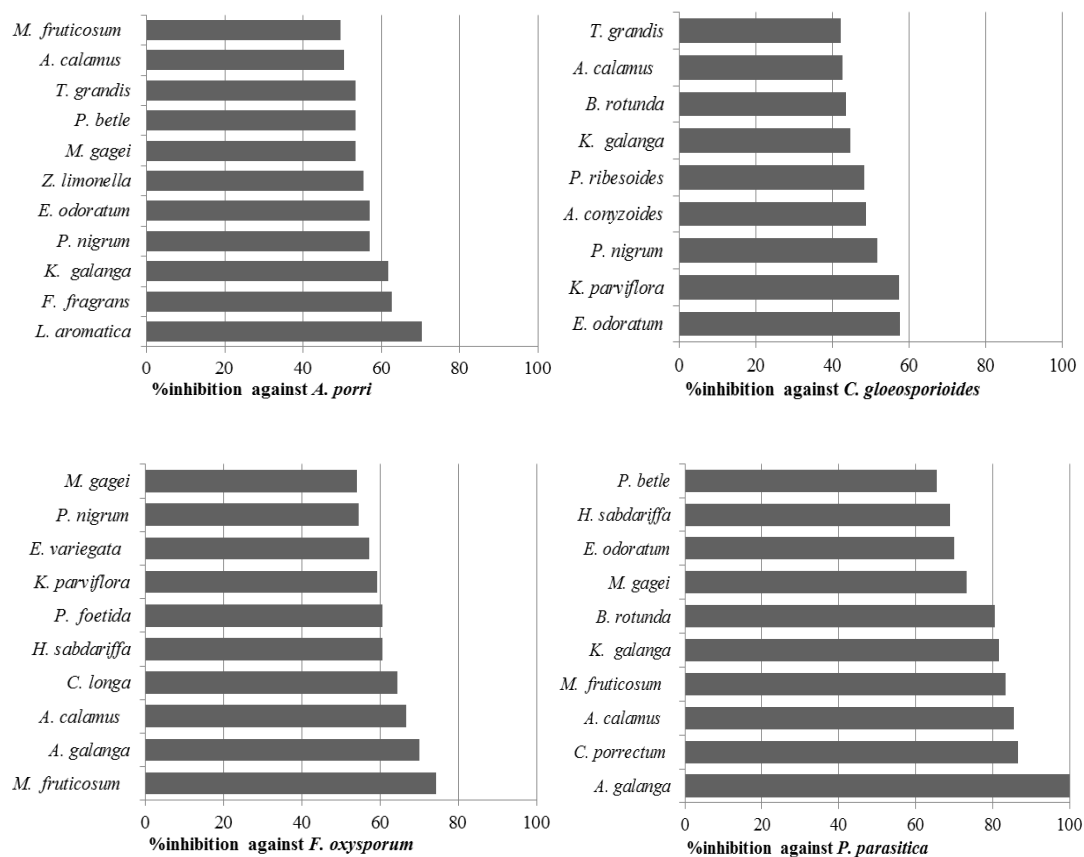 M. fruticosum
A. calamus
T. grandis
P. betle
M. gagei
Z. limonella
E. odoratum
P. nigrum
K. galanga
F. fragrans
L. aromatica
0 20 40 60 80 100
%inhibition against A. porri
T. grandis
A. calamus
B. rotunda
K. galanga
P. ribesoides
A. conyzoides
P. nigrum
K. parviflora
E. odoratum
0 20 40 60 80 100
%inhibition against C. gloeosporioides
M. gagei
P. nigrum
E. variegata
K. parviflora
P. foetida
H. sabdariffa
C. longa
A. calamus
A. galanga
M. fruticosum
0 20 40 60 80 100
%inhibition against F. oxysporum
P. betle
H. sabdariffa
E. odoratum
M. gagei
B. rotunda
K. galanga
M. fruticosum
A. calamus
C. porrectum
A. galanga
0 20 40 60 80 100
%inhibition against P. parasitica